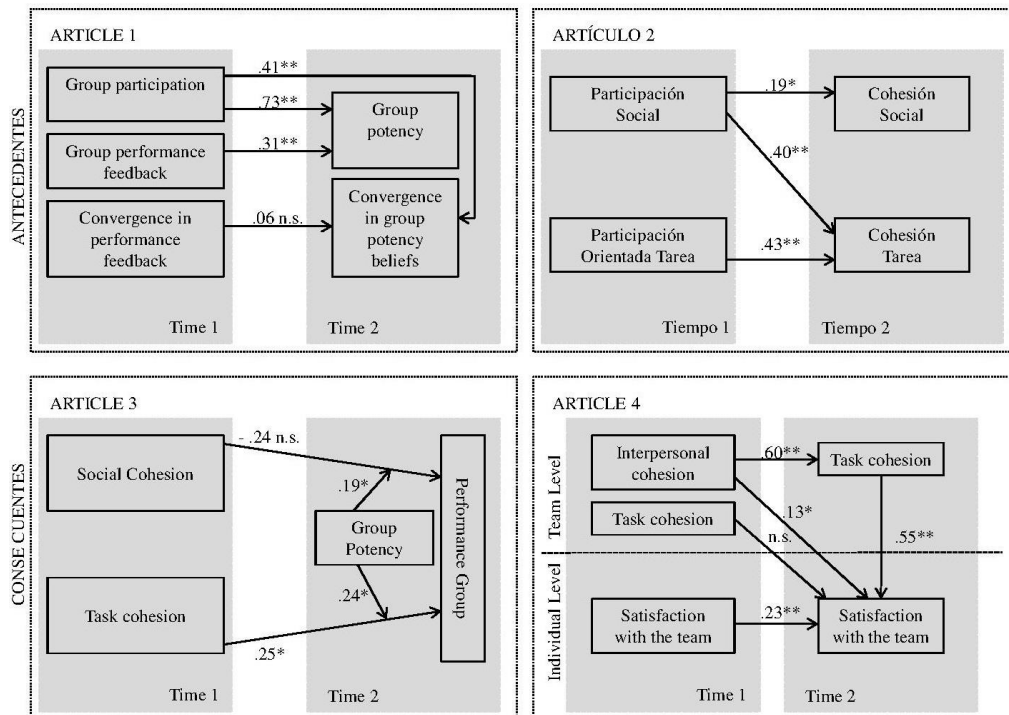 ANTECEDENTES
ARTICLE 1
Group participation
Group performance
feedback
Convergence in
performance
feedback
.41**
.73**
.31**
.06 n.s.
Group
potency
Convergence
in group
potency
beliefs
Time 1
Time 2
ARTÍCULO 2
Participación
Social
Participación
Orientada Tarea
.19*
.40**
.43**
Cohesión
Social
Cohesión
Tarea
Tiempo 1
Tiempo 2
CONSE CUENTES
ARTICLE 3
Social Cohesion
Task cohesion
- .24 n.s.
.19*
Group
Potency
.24*
.25*
Performance Group
Time 1
Time 2
ARTICLE 4
Team Level
Individual Level
Interpersonal
cohesion
Task cohesion
Satisfaction
with the team
.60**
.13*
n.s.
.55**
.23**
Task cohesion
Satisfaction
with the team
Time 1
Time 2